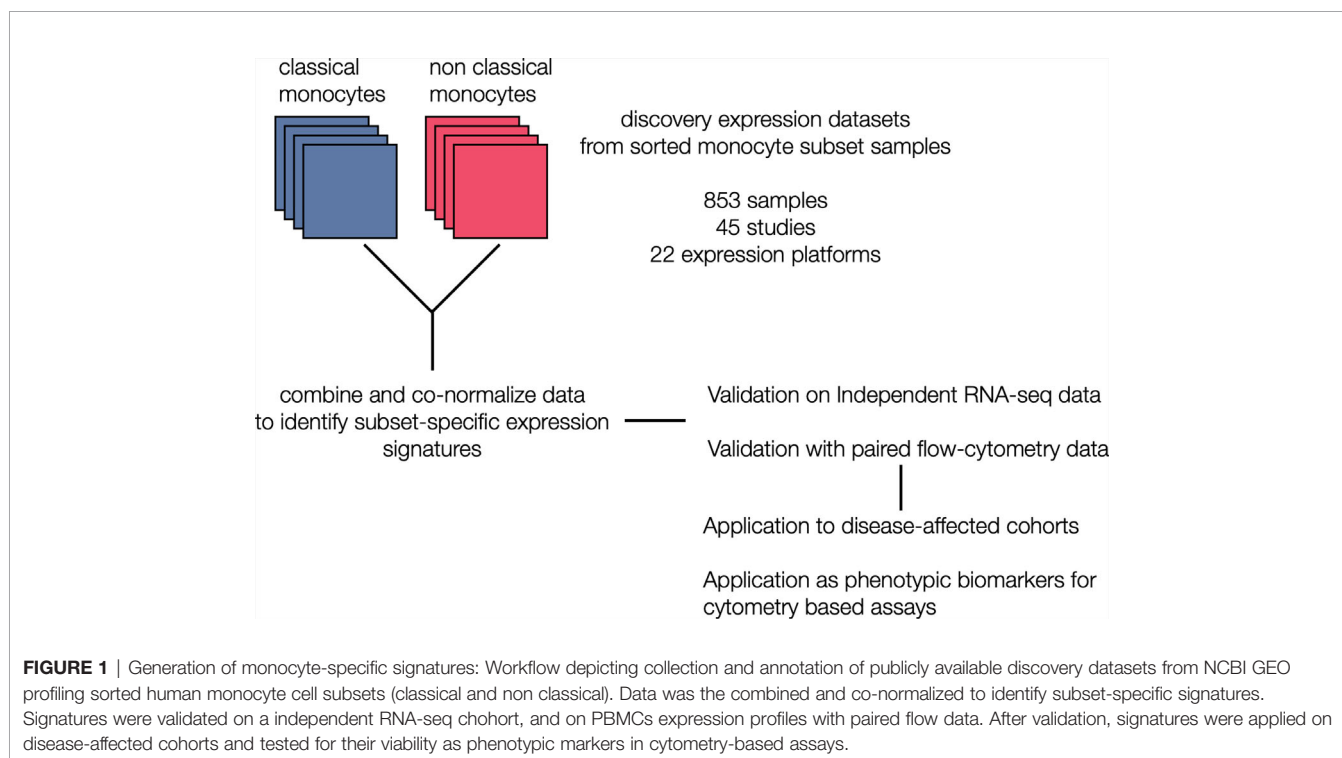 classical
monocytes
non classical
monocytes
discovery expression datasets
from sorted monocyte subset samples
853 samples
45 studies
22 expression platforms
combine and co-normalize data
to identify subset-specific expression
signatures
Validation on Independent RNA-seq data
Validation with paired flow-cytometry data
Application to disease-affected cohorts
Application as phenotypic biomarkers for
cytometry based assays
FIGURE 1 | Generation of monocyte-specific signatures: Workflow depicting collection and annotation of publicly available discovery datasets from NCBI GEO
profiling sorted human monocyte cell subsets (classical and non classical). Data was the combined and co-normalized to identify subset-specific signatures.
Signatures were validated on a independent RNA-seq chohort, and on PBMCs expression profiles with paired flow data. After validation, signatures were applied on
disease-affected cohorts and tested for their viability as phenotypic markers in cytometry-based assays.